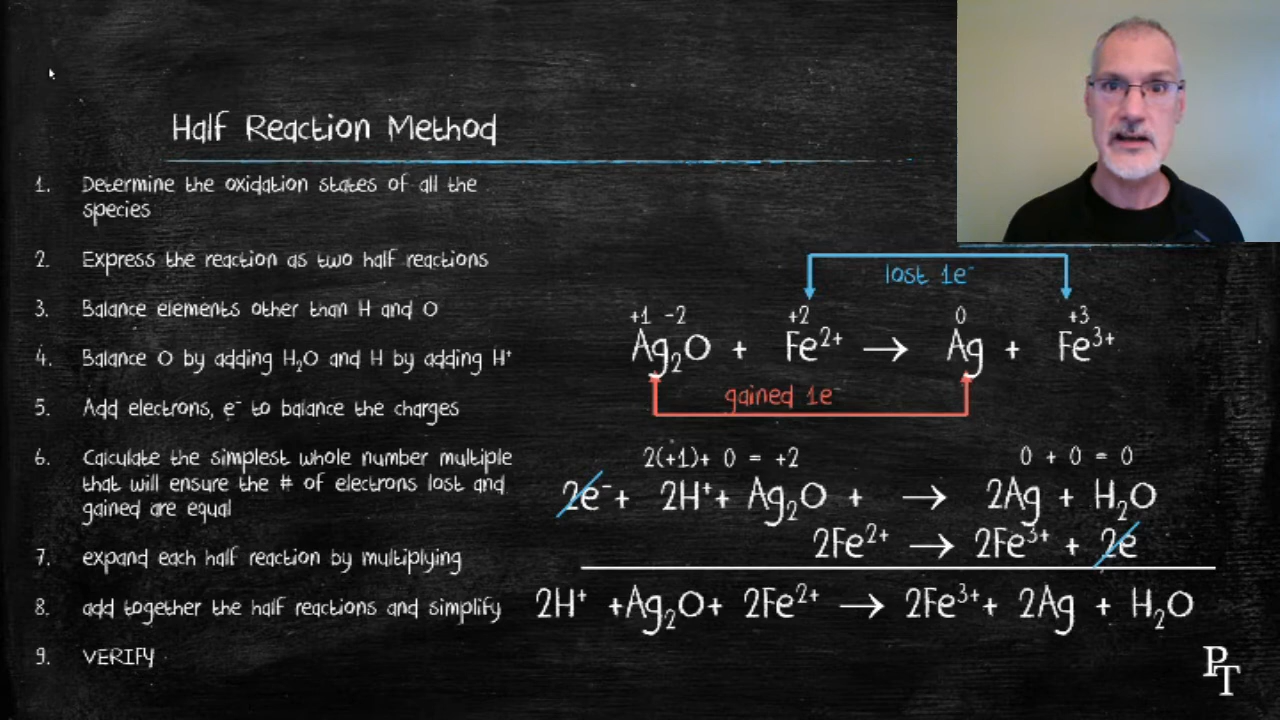 Half Reaction Method
1. Determine the oxidation states of all the
species
2. Express the reaction as two half reactions
3. Balance elements other than H and O
4. Balance O by adding H₂O and H by adding H⁺
5. Add electrons, e⁻ to balance the charges
6. Calculate the simplest whole number multiple
that will ensure the # of electrons lost and
gained are equal
7. expand each half reaction by multiplying
8. add together the half reactions and simplify
9. VERIFY
lost 1e⁻
+1 -2 +2 0 +3
Ag₂O + Fe²⁺ → Ag + Fe³⁺
gained 1e⁻
2(+1)+ 0 = +2 0 + 0 = 0
2e⁻ + 2H⁺ + Ag₂O + → 2Ag + H₂O
2Fe²⁺ → 2Fe³⁺ + 2e
2H⁺ +Ag₂O+ 2Fe²⁺ → 2Fe³⁺+ 2Ag + H₂O
PT